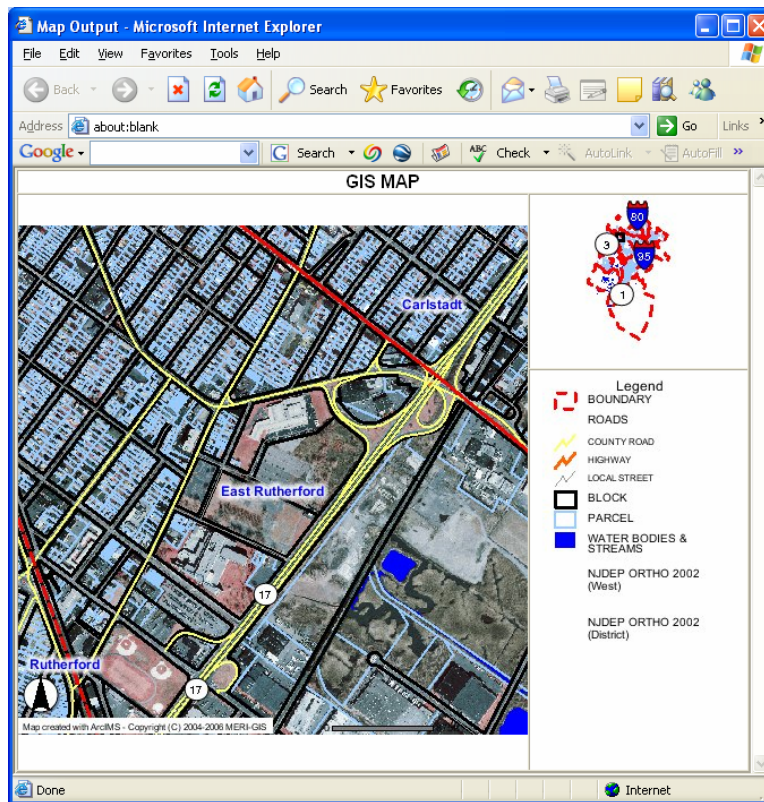 Map Output - Microsoft Internet Explorer
File Edit View Favorites Tools Help
Back Search Favorites
Address about:blank Go Links »
Google Search ABC Check AutoLink AutoFill »
GIS MAP
Carlstadt
East Rutherford
17
Rutherford
17
Map created with ArcIMS - Copyright (C) 2004-2006 MERI-GIS
0
80
3
95
1
Legend
BOUNDARY
ROADS
COUNTY ROAD
HIGHWAY
LOCAL STREET
BLOCK
PARCEL
WATER BODIES &
STREAMS
NJDEP ORTHO 2002
(West)
NJDEP ORTHO 2002
(District)
Done Internet